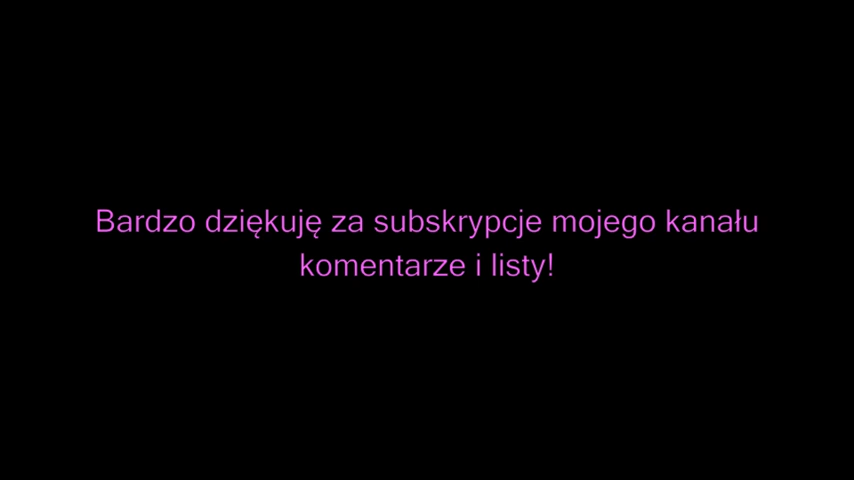 Bardzo dziękuję za subskrypcje mojego kanału
komentarze i listy!